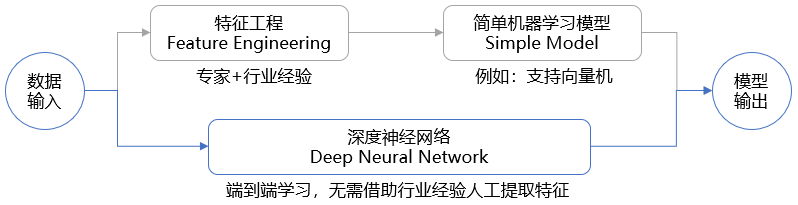 数据
输入
特征工程
Feature Engineering
专家+行业经验
简单机器学习模型
Simple Model
例如：支持向量机
深度神经网络
Deep Neural Network
端到端学习，无需借助行业经验人工提取特征
模型
输出